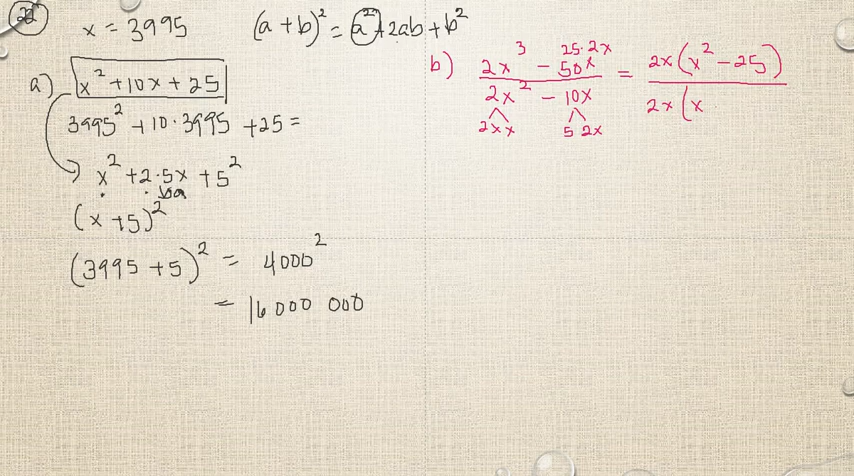 22
x = 3995
(a + b)² = a² + 2ab + b²
a) x² + 10x + 25
3995² + 10·3995 + 25 =
x² + 2·5x + 5²
(x + 5)²
(3995 + 5)² = 4000²
= 16 000 000
b) 25·2x
2x³ - 50x = 2x(x² - 25)
2x² - 10x 2x(x
2x x 5 2x